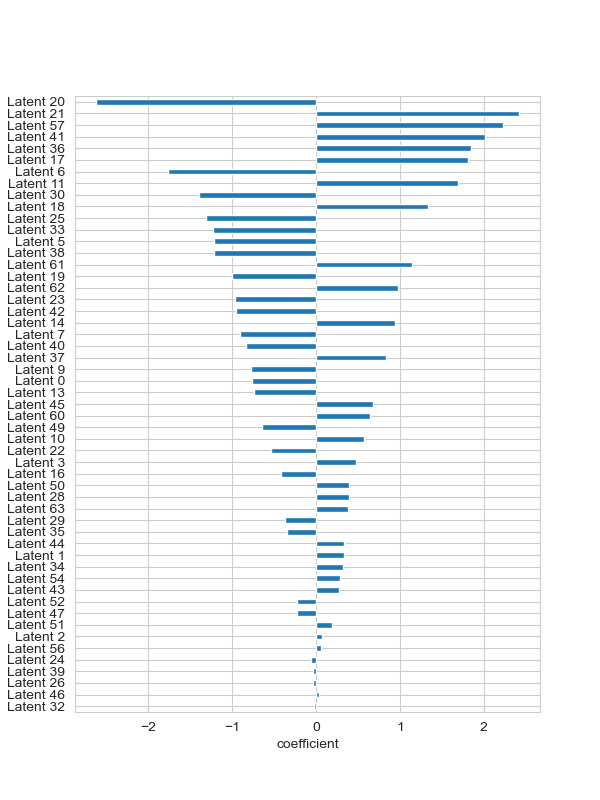 Latent 20
Latent 21
Latent 57
Latent 41
Latent 36
Latent 17
Latent 6
Latent 11
Latent 30
Latent 18
Latent 25
Latent 33
Latent 5
Latent 38
Latent 61
Latent 19
Latent 62
Latent 23
Latent 42
Latent 14
Latent 7
Latent 40
Latent 37
Latent 9
Latent 0
Latent 13
Latent 45
Latent 60
Latent 49
Latent 10
Latent 22
Latent 3
Latent 16
Latent 50
Latent 28
Latent 63
Latent 29
Latent 35
Latent 44
Latent 1
Latent 34
Latent 54
Latent 43
Latent 52
Latent 47
Latent 51
Latent 2
Latent 56
Latent 24
Latent 39
Latent 26
Latent 46
Latent 32
−2 −1 0 1 2
coefficient